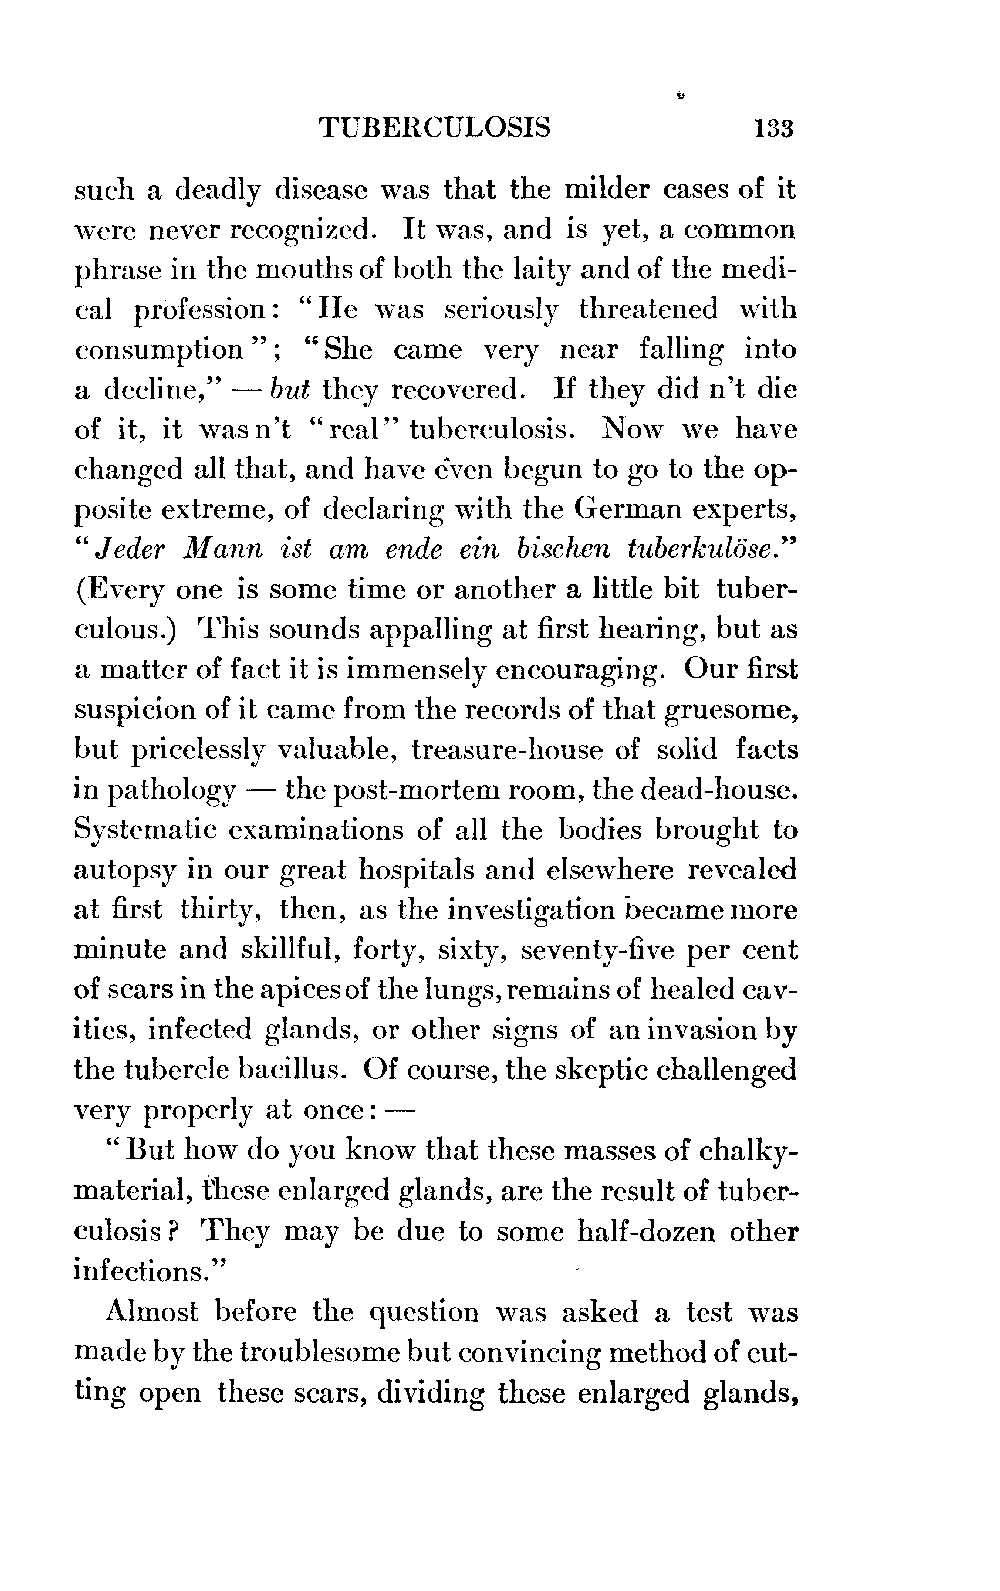 TUBERCULOSIS 133
such a deadly disease was that the milder cases of it
were never recognized. It was, and is yet, a common
phrase in the mouths of both the laity and of the medi-
cal profession: "He was seriously threatened with
consumption"; "She came very near falling into
a decline," — but they recovered. If they did n't die
of it, it was n't "real" tuberculosis. Now we have
changed all that, and have even begun to go to the op-
posite extreme, of declaring with the German experts,
"Jeder Mann ist am ende ein bischen tuberkulöse."
(Every one is some time or another a little bit tuber-
culous.) This sounds appalling at first hearing, but as
a matter of fact it is immensely encouraging. Our first
suspicion of it came from the records of that gruesome,
but pricelessly valuable, treasure-house of solid facts
in pathology — the post-mortem room, the dead-house.
Systematic examinations of all the bodies brought to
autopsy in our great hospitals and elsewhere revealed
at first thirty, then, as the investigation became more
minute and skillful, forty, sixty, seventy-five per cent
of scars in the apices of the lungs, remains of healed cav-
ities, infected glands, or other signs of an invasion by
the tubercle bacillus. Of course, the skeptic challenged
very properly at once: —
"But how do you know that these masses of chalky-
material, these enlarged glands, are the result of tuber-
culosis? They may be due to some half-dozen other
infections."
Almost before the question was asked a test was
made by the troublesome but convincing method of cut-
ting open these scars, dividing these enlarged glands,